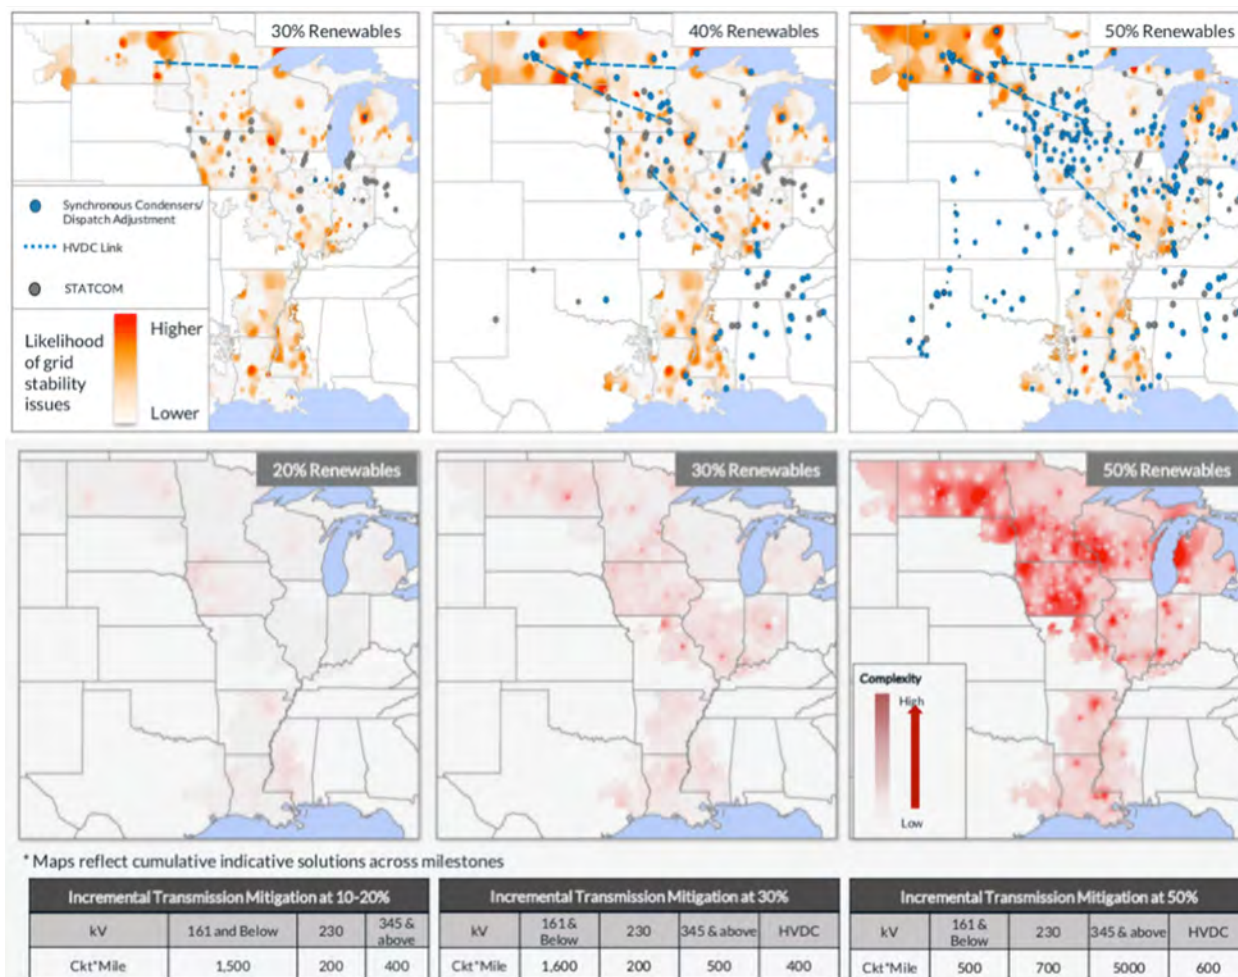 30% Renewables
40% Renewables
50% Renewables
Synchronous Condensers/
Dispatch Adjustment
HVDC Link
STATCOM
Likelihood
of grid
stability
issues
Higher
Lower
20% Renewables
30% Renewables
50% Renewables
Complexity
High
Low
* Maps reflect cumulative indicative solutions across milestones
Incremental Transmission Mitigation at 10-20%
kV 161 and Below 230 345 & above
Ckt*Mile 1,500 200 400
Incremental Transmission Mitigation at 30%
kV 161 & Below 230 345 & above HVDC
Ckt*Mile 1,600 200 500 400
Incremental Transmission Mitigation at 50%
kV 161 & Below 230 345 & above HVDC
Ckt*Mile 500 700 5000 600